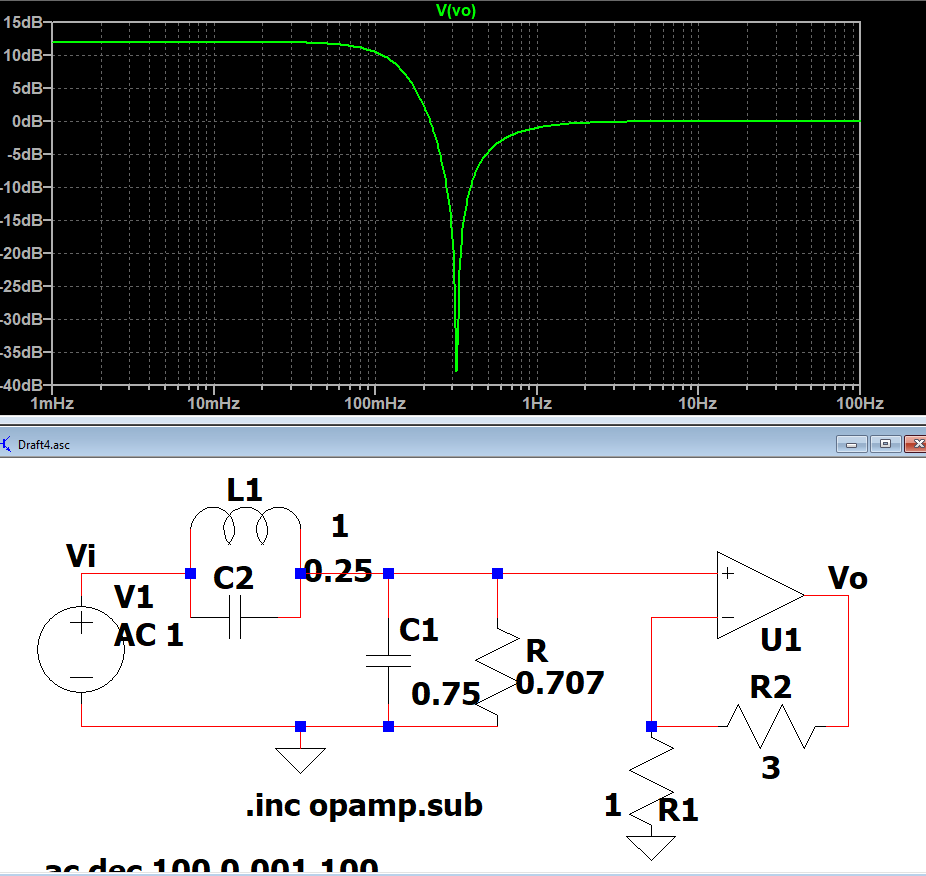 V(vo)
15dB
10dB
5dB
0dB
-5dB
-10dB
-15dB
-20dB
-25dB
-30dB
-35dB
-40dB
1mHz 10mHz 100mHz 1Hz 10Hz 100Hz
Draft4.asc
L1
1
Vi
C2
0.25
V1
AC 1
Vo
C1
U1
R
0.75
0.707
R2
3
.inc opamp.sub
1
R1
ac dec 100 0.001 100